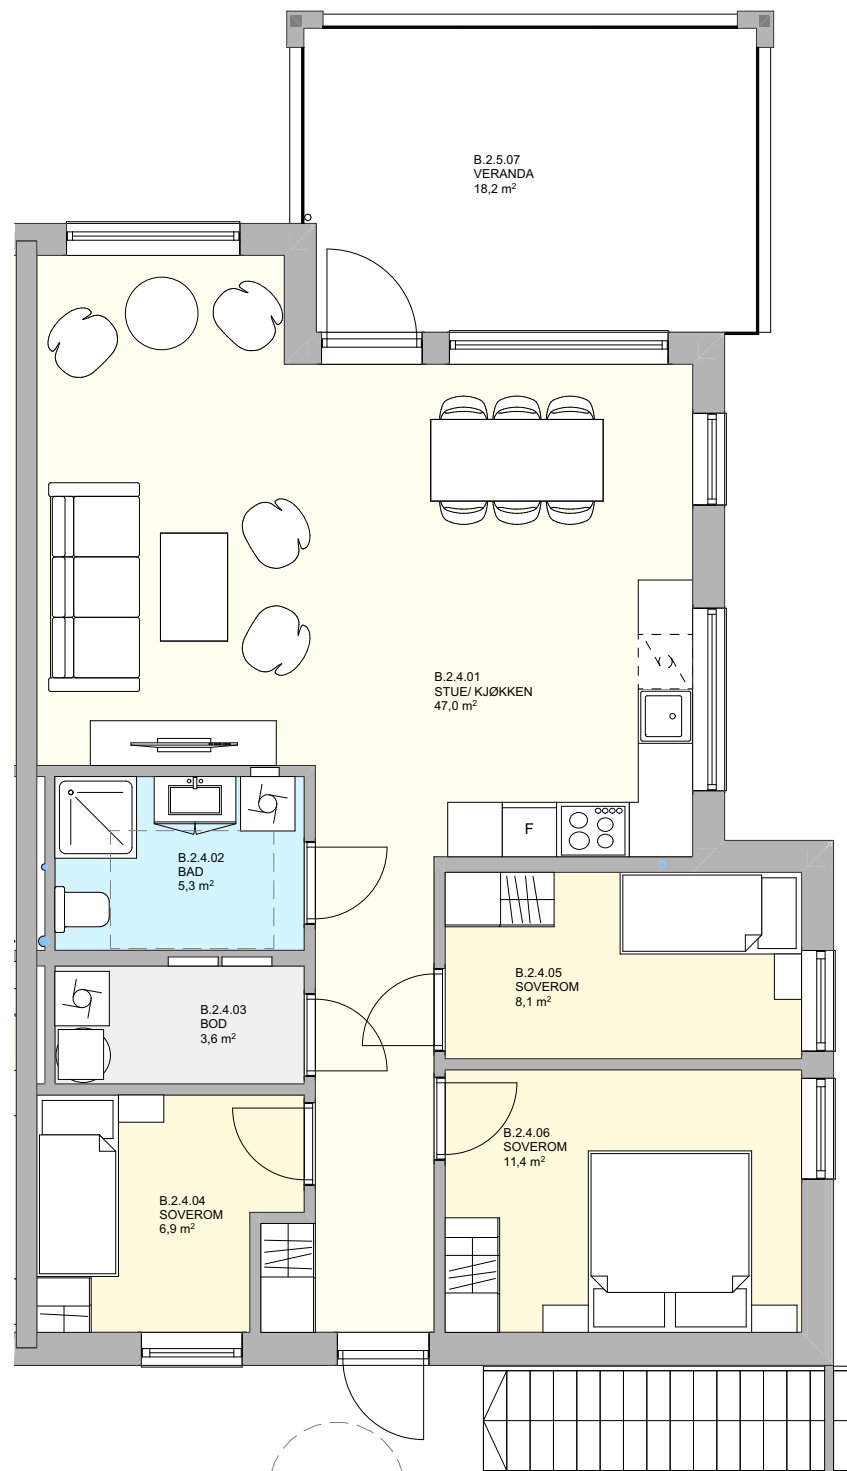 B.2.5.07
VERANDA
18,2 m²
B.2.4.01
STUE/ KJØKKEN
47,0 m²
F
B.2.4.02
BAD
5,3 m²
B.2.4.05
SOVEROM
8,1 m²
B.2.4.03
BOD
3,6 m²
B.2.4.06
SOVEROM
11,4 m²
B.2.4.04
SOVEROM
6,9 m²